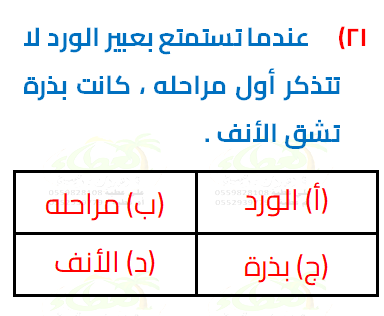 ٢١) عندما تستمتع بعبير الورد لا
تتذكر أول مراحله ، كانت بذرة
تشق الأنف .
(أ) الورد
(ب) مراحله
(ج) بذرة
(د) الأنف